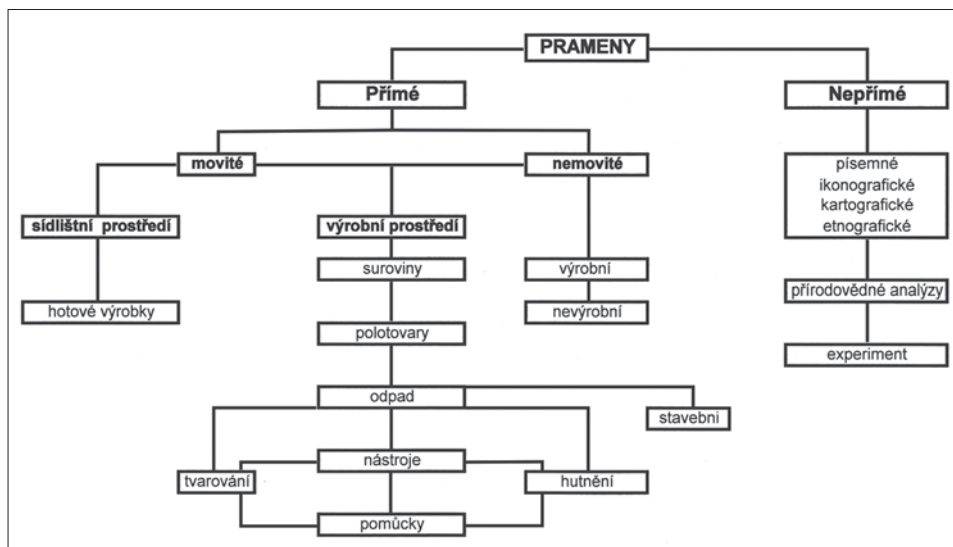 PRAMENY
Přímé
Nepřímé
movité
nemovité
písemné
ikonografické
kartografické
etnografické
sídlištní prostředí
výrobní prostředí
suroviny
výrobní
přírodovědné analýzy
hotové výrobky
nevýrobní
polotovary
experiment
odpad
stavebni
nástroje
tvarování
hutnění
pomůcky